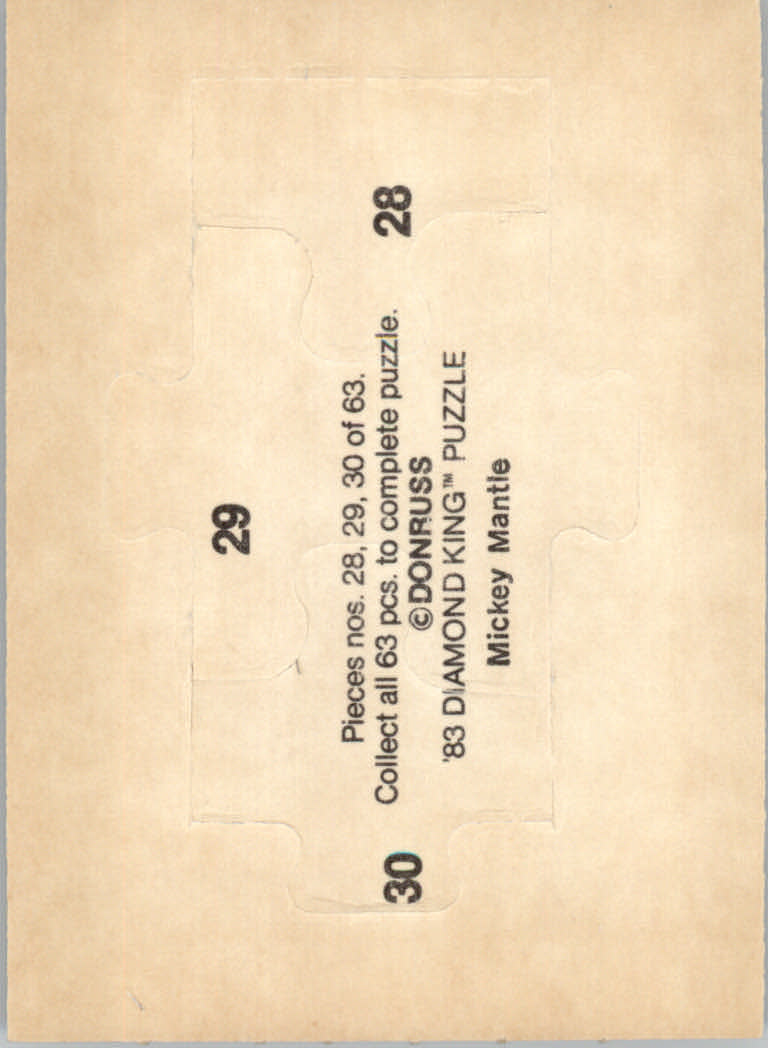 29
30
28
Pieces nos. 28, 29, 30 of 63.
Collect all 63 pcs. to complete puzzle.
©DONRUSS
'83 DIAMOND KING™ PUZZLE
Mickey Mantle